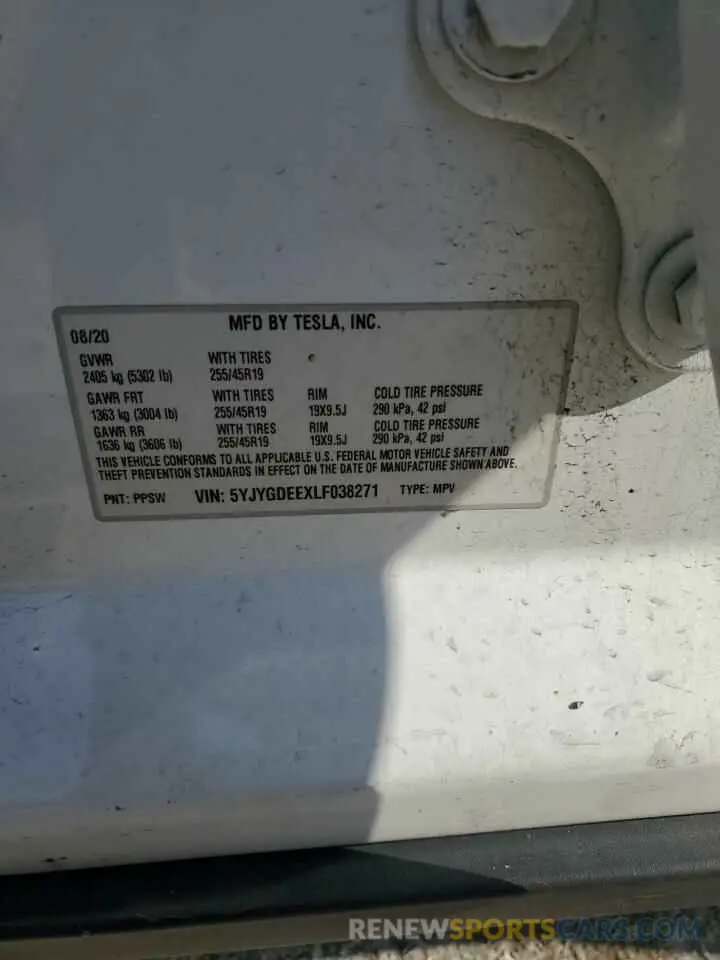 08/20 MFD BY TESLA, INC.
GVWR WITH TIRES
2405 kg (5302 lb) 255/45R19
GAWR FRT WITH TIRES RIM COLD TIRE PRESSURE
1363 kg (3004 lb) 255/45R19 19X9.5J 290 kPa, 42 psi
GAWR RR WITH TIRES RIM COLD TIRE PRESSURE
1636 kg (3606 lb) 255/45R19 19X9.5J 290 kPa, 42 psi
THIS VEHICLE CONFORMS TO ALL APPLICABLE U.S. FEDERAL MOTOR VEHICLE SAFETY AND
THEFT PREVENTION STANDARDS IN EFFECT ON THE DATE OF MANUFACTURE SHOWN ABOVE.
PNT: PPSW VIN: 5YJYGDEEXLF038271 TYPE: MPV
RENEWSPORTSCARS.COM